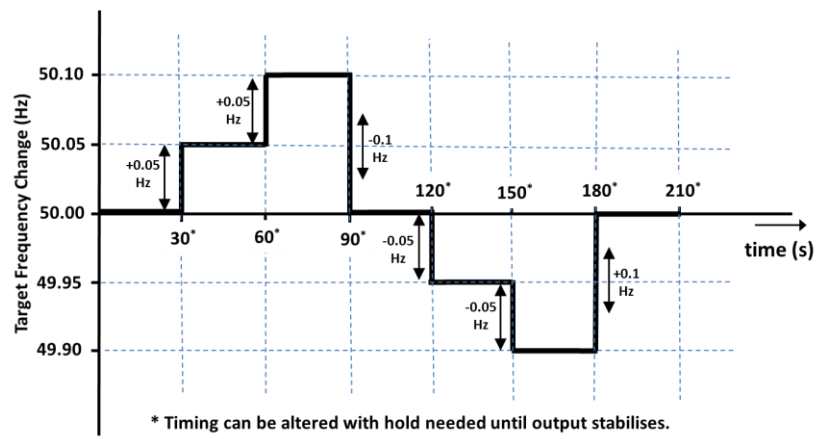 Target Frequency Change (Hz)
50.10
50.05
50.00
49.95
49.90
+0.05
Hz
+0.05
Hz
-0.1
Hz
-0.05
Hz
-0.05
Hz
+0.1
Hz
30*
60*
90*
120*
150*
180*
210*
time (s)
* Timing can be altered with hold needed until output stabilises.